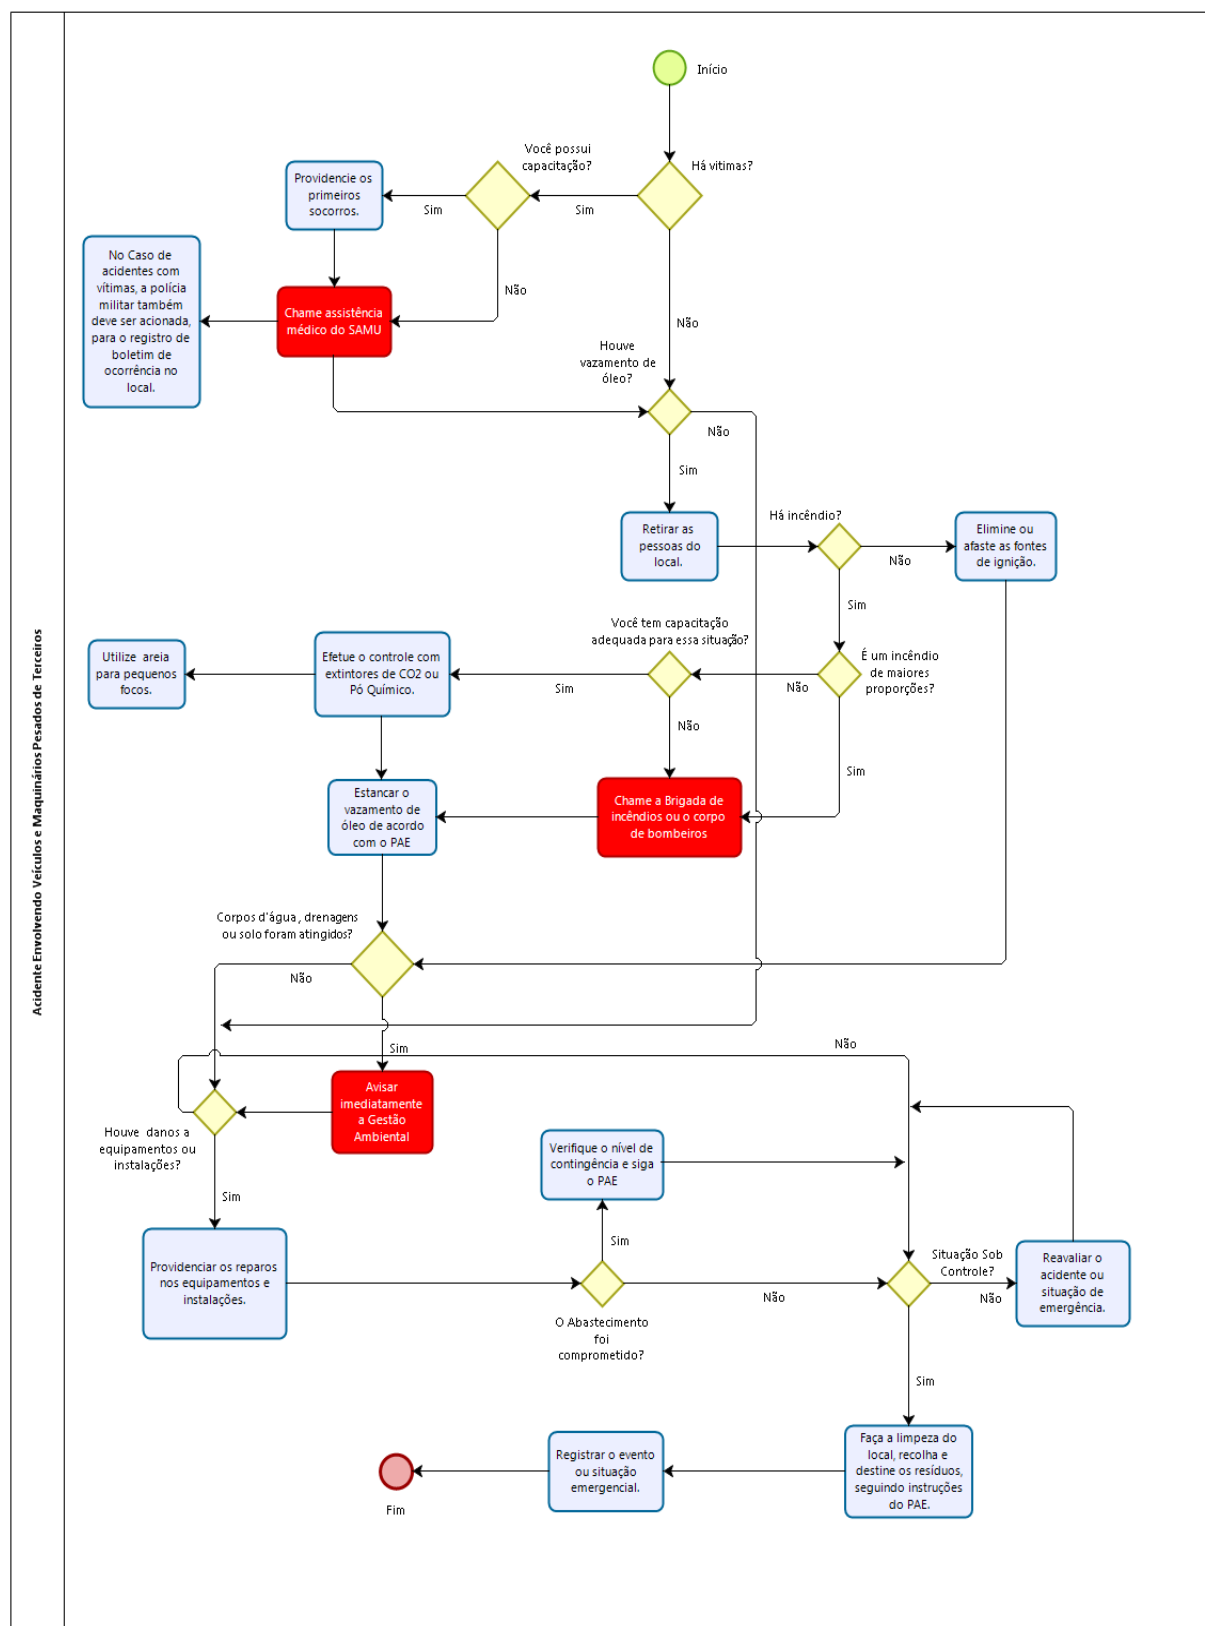 Acidente Envolvendo Veículos e Maquinários Pesados de Terceiros
Início
Há vitimas?
Sim
Não
Você possui
capacitação?
Sim
Não
Providencie os
primeiros
socorros.
Chame assistência
médico do SAMU
No Caso de
acidentes com
vítimas, a polícia
militar também
deve ser acionada,
para o registro de
boletim de
ocorrência no
local.
Houve
vazamento de
óleo?
Não
Sim
Retirar as
pessoas do
local.
Há incêndio?
Não
Sim
Elimine ou
afaste as fontes
de ignição.
É um incêndio
de maiores
proporções?
Não
Sim
Você tem capacitação
adequada para essa situação?
Sim
Não
Efetue o controle com
extintores de CO2 ou
Pó Químico.
Utilize areia
para pequenos
focos.
Chame a Brigada de
incêndios ou o corpo
de bombeiros
Estancar o
vazamento de
óleo de acordo
com o PAE
Corpos d'água, drenagens
ou solo foram atingidos?
Não
Sim
Avisar
imediatamente
a Gestão
Ambiental
Houve danos a
equipamentos ou
instalações?
Não
Sim
Providenciar os reparos
nos equipamentos e
instalações.
O Abastecimento
foi
comprometido?
Sim
Não
Verifique o nível de
contingência e siga
o PAE
Situação Sob
Controle?
Não
Sim
Reavaliar o
acidente ou
situação de
emergência.
Faça a limpeza do
local, recolha e
destine os resíduos,
seguindo instruções
do PAE.
Registrar o evento
ou situação
emergencial.
Fim